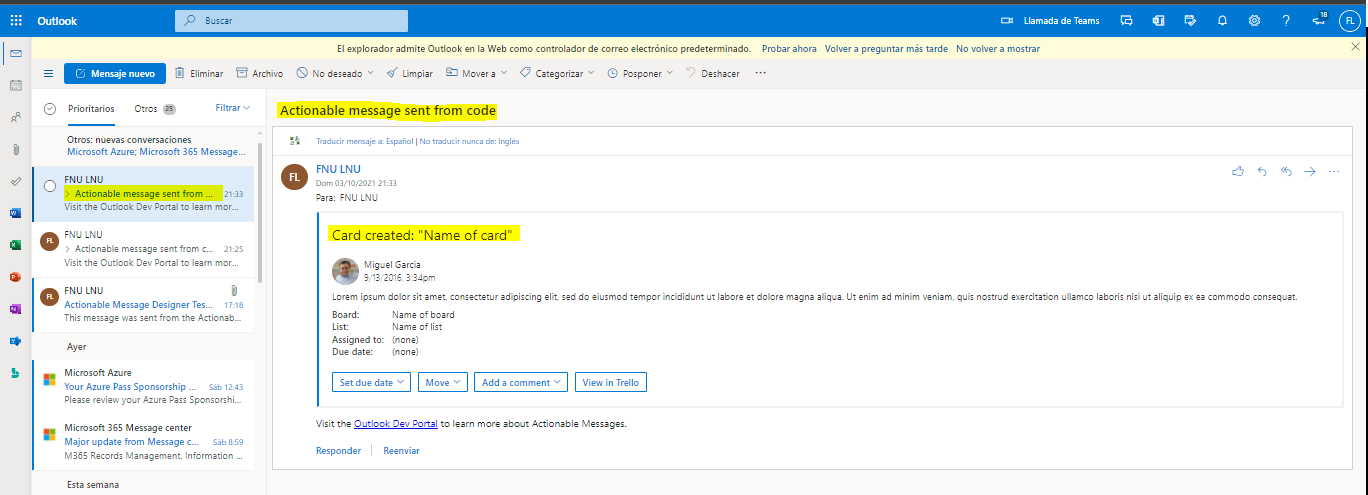 Outlook
Buscar
Llamada de Teams
18
FL
El explorador admite Outlook en la Web como controlador de correo electrónico predeterminado. Probar ahora Volver a preguntar más tarde No volver a mostrar
Mensaje nuevo Eliminar Archivo No deseado Limpiar Mover a Categorizar Posponer Deshacer
Prioritarios Otros 25 Filtrar
Otros: nuevas conversaciones
Microsoft Azure; Microsoft 365 Message...
FNU LNU
Actionable message sent from ... 21:33
Visit the Outlook Dev Portal to learn mor...
FL
FNU LNU
Actionable message sent from c... 21:25
Visit the Outlook Dev Portal to learn mor...
FL
FNU LNU
Actionable Message Designer Tes... 17:18
This message was sent from the Actionab...
Ayer
Microsoft Azure
Your Azure Pass Sponsorship ... Sáb 12:43
Please review your Azure Pass Sponsorshi...
Microsoft 365 Message center
Major update from Message c... Sáb 8:59
M365 Records Management, Information ...
Esta semana
Actionable message sent from code
Traducir mensaje a: Español | No traducir nunca de: Inglés
FL
FNU LNU
Dom 03/10/2021 21:33
Para: FNU LNU
Card created: "Name of card"
Miguel Garcia
9/13/2016, 3:34pm
Lorem ipsum dolor sit amet, consectetur adipiscing elit, sed do eiusmod tempor incididunt ut labore et dolore magna aliqua. Ut enim ad minim veniam, quis nostrud exercitation ullamco laboris nisi ut aliquip ex ea commodo consequat.
Board: Name of board
List: Name of list
Assigned to: (none)
Due date: (none)
Set due date Move Add a comment View in Trello
Visit the Outlook Dev Portal to learn more about Actionable Messages.
Responder Reenviar